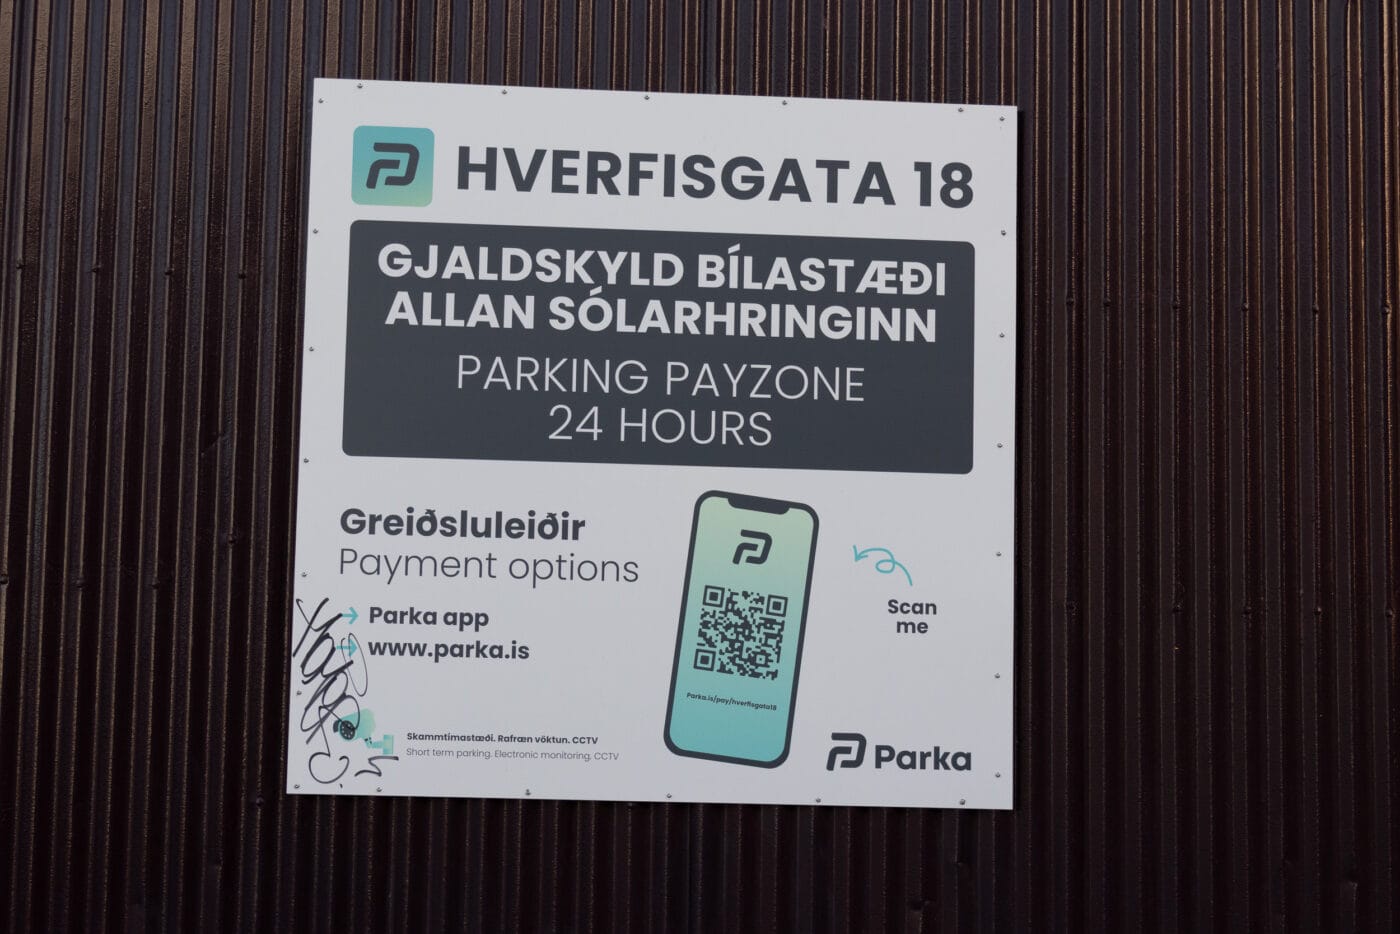 HVERFISGATA 18
GJALDSKYLD BÍLASTÆÐI
ALLAN SÓLARHRINGINN
PARKING PAYZONE
24 HOURS
Greiðsluleiðir
Payment options
→ Parka app
→ www.parka.is
Skammtímastæði. Rafræn vöktun. CCTV
Short term parking. Electronic monitoring. CCTV
Parka.is/pay/hverfisgata18
Scan
me
Parka